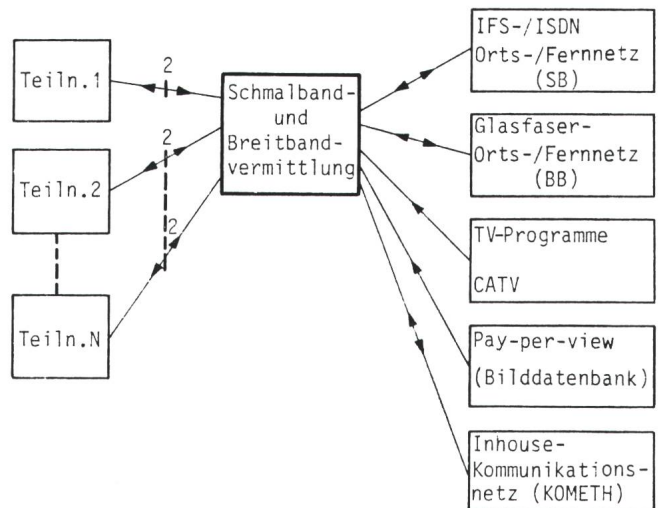 Teiln.1
2
Teiln.2
2
2
Teiln.N
Schmalband-
und
Breitband-
vermittlung
IFS-/ISDN
Orts-/Fernnetz
(SB)
Glasfaser-
Orts-/Fernnetz
(BB)
TV-Programme
CATV
Pay-per-view
(Bilddatenbank)
Inhouse-
Kommunikations-
netz (KOMETH)